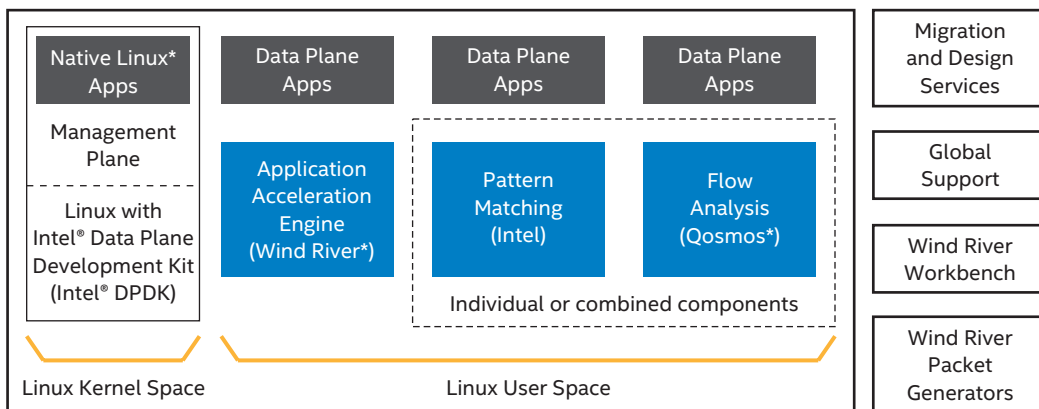 Native Linux*
Apps
Management
Plane
Linux with
Intel® Data Plane
Development Kit
(Intel® DPDK)
Linux Kernel Space
Data Plane
Apps
Application
Acceleration
Engine
(Wind River*)
Data Plane
Apps
Pattern
Matching
(Intel)
Data Plane
Apps
Flow
Analysis
(Qosmos*)
Individual or combined components
Linux User Space
Migration
and Design
Services
Global
Support
Wind River
Workbench
Wind River
Packet
Generators